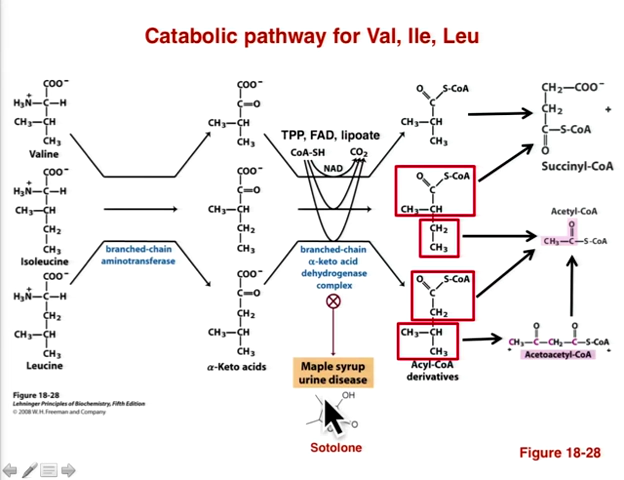 Catabolic pathway for Val, Ile, Leu
COO⁻
H₃N⁺—C—H
CH₃—CH
CH₃
Valine
COO⁻
C=O
CH₃—CH
CH₃
TPP, FAD, lipoate
CoA-SH
CO₂
NAD
O
S-CoA
C
CH₃—CH
CH₃
CH₂—COO⁻
CH₂
+
C—S-CoA
O
Succinyl-CoA
COO⁻
H₃N⁺—C—H
CH₃—CH
CH₂
CH₃
Isoleucine
branched-chain
aminotransferase
COO⁻
C=O
CH₃—CH
CH₂
CH₃
branched-chain
α-keto acid
dehydrogenase
complex
O
S-CoA
C
CH₃—CH
CH₂
CH₃
Acetyl-CoA
O
CH₃—C—S-CoA
COO⁻
H₃N⁺—C—H
CH₂
CH₃—CH
CH₃
Leucine
COO⁻
C=O
CH₂
CH₃—CH
CH₃
α-Keto acids
Maple syrup
urine disease
OH
O
Sotolone
O
S-CoA
C
CH₂
CH₃—CH
CH₃
Acyl-CoA
derivatives
O O
CH₃—C—CH₂—C—S-CoA
Acetoacetyl-CoA
Figure 18-28
Lehninger Principles of Biochemistry, Fifth Edition
© 2008 W. H. Freeman and Company
Figure 18-28